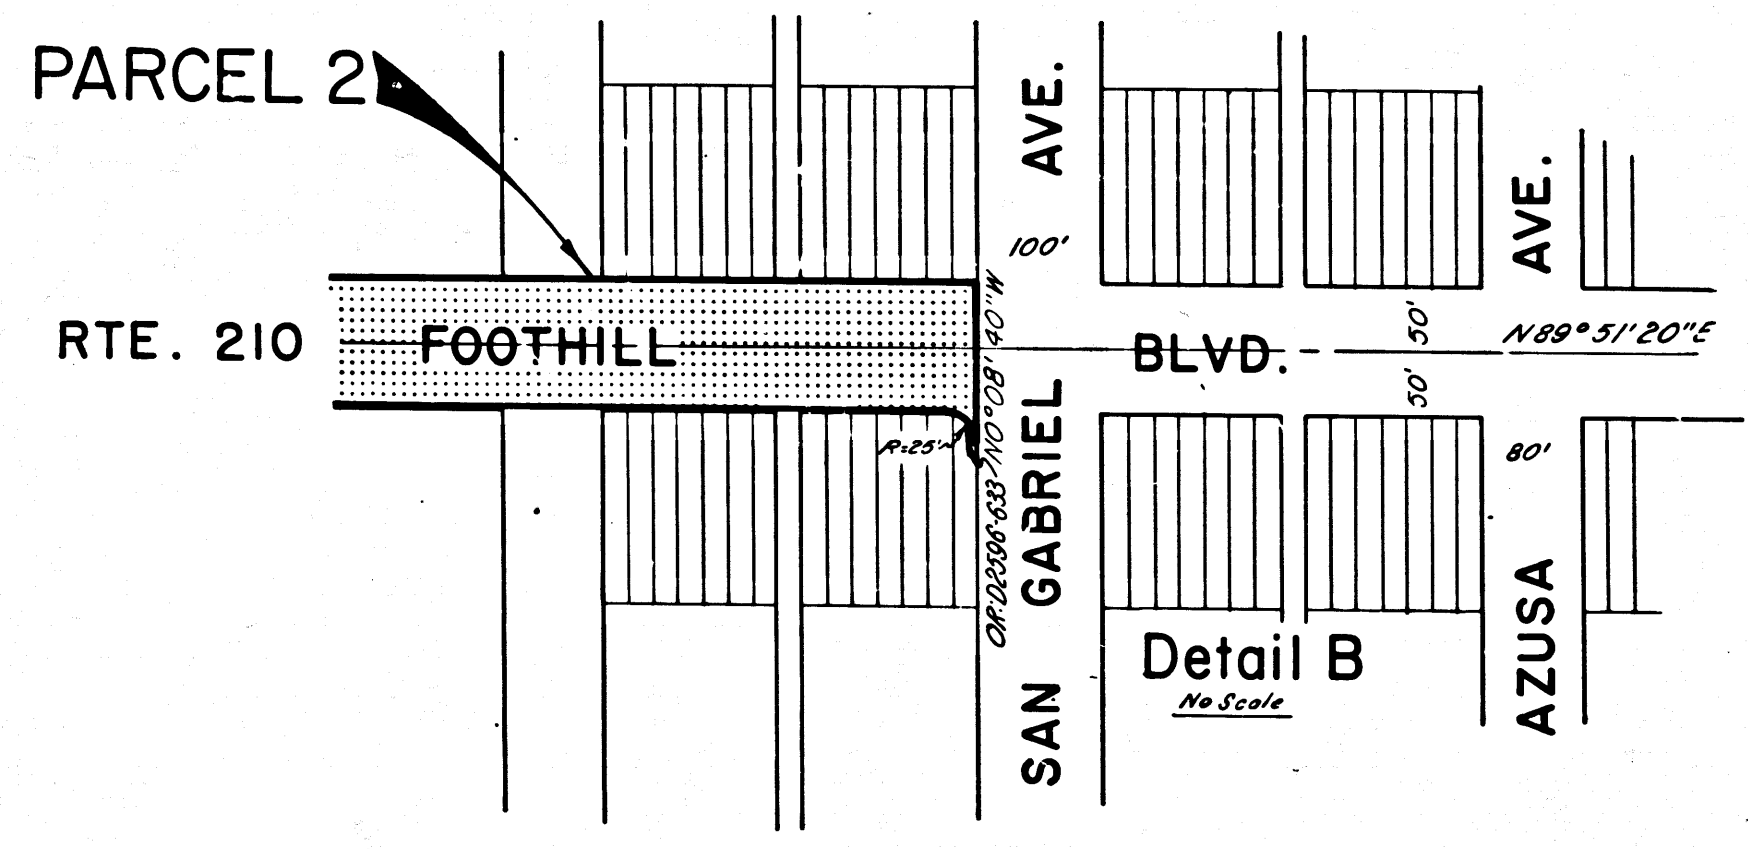 PARCEL 2
RTE. 210
FOOTHILL BLVD.
N89°51'20"E
50'
50'
100'
80'
R=25'
OR:D2596-633
N0°08'40"W
SAN GABRIEL AVE.
AZUSA AVE.
Detail B
No Scale